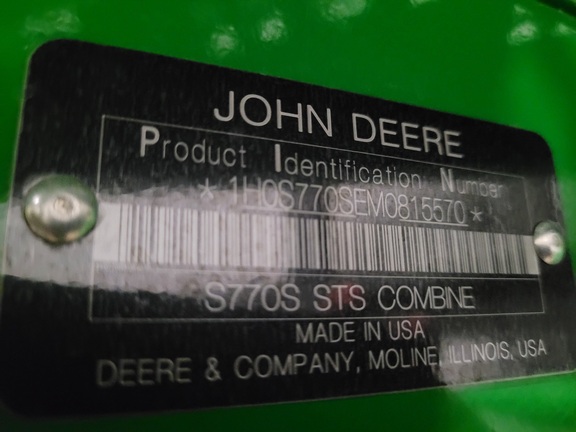 JOHN DEERE
Product Identification Number
*1H0S770SEM0815570*
S770S STS COMBINE
MADE IN USA
DEERE & COMPANY, MOLINE, ILLINOIS, USA